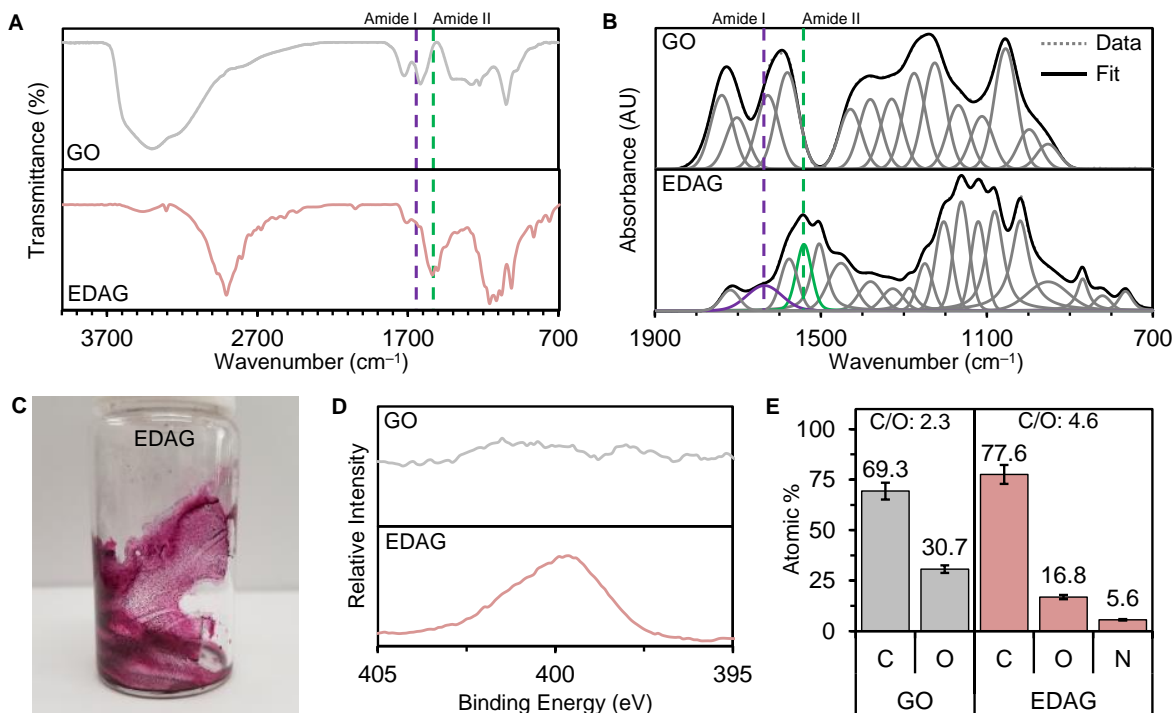 A
Amide I
Amide II
Transmittance (%)
GO
EDAG
3700
2700
1700
700
Wavenumber (cm⁻¹)
B
Amide I
Amide II
Absorbance (AU)
GO
Data
Fit
EDAG
1900
1500
1100
700
Wavenumber (cm⁻¹)
C
EDAG
D
Relative Intensity
GO
EDAG
405
400
395
Binding Energy (eV)
E
Atomic %
100
75
50
25
0
C/O: 2.3
C/O: 4.6
69.3
30.7
77.6
16.8
5.6
C
O
C
O
N
GO
EDAG